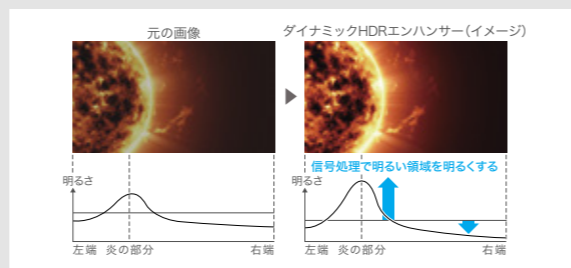 元の画像
ダイナミックHDRエンハンサー（イメージ）
信号処理で明るい領域を明るくする
明るさ
明るさ
左端 炎の部分 右端
左端 炎の部分 右端